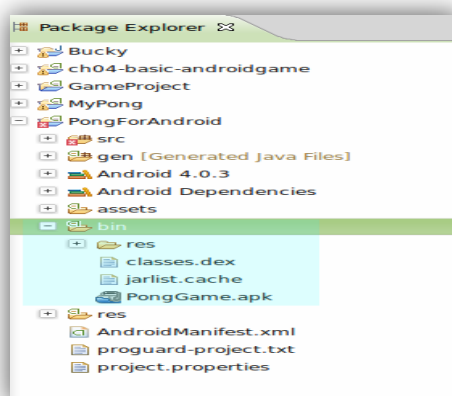 Package Explorer
Bucky
ch04-basic-androidgame
GameProject
MyPong
PongForAndroid
src
gen [Generated Java Files]
Android 4.0.3
Android Dependencies
assets
bin
res
classes.dex
jarlist.cache
PongGame.apk
res
AndroidManifest.xml
proguard-project.txt
project.properties